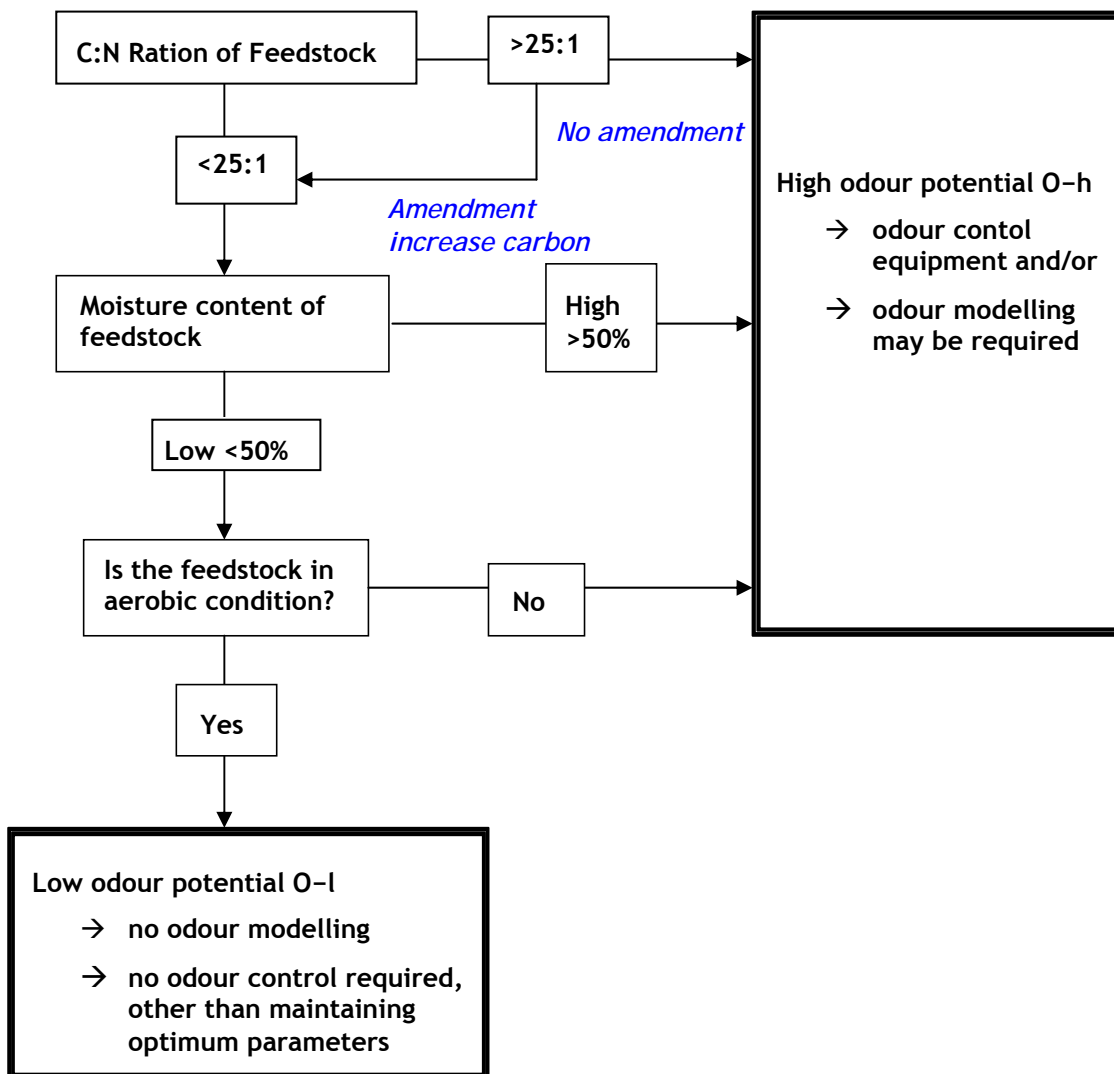 C:N Ration of Feedstock
>25:1
No amendment
<25:1
Amendment
increase carbon
Moisture content of
feedstock
High
>50%
Low <50%
Is the feedstock in
aerobic condition?
No
Yes
High odour potential O–h
→ odour contol
equipment and/or
→ odour modelling
may be required
Low odour potential O–l
→ no odour modelling
→ no odour control required,
other than maintaining
optimum parameters